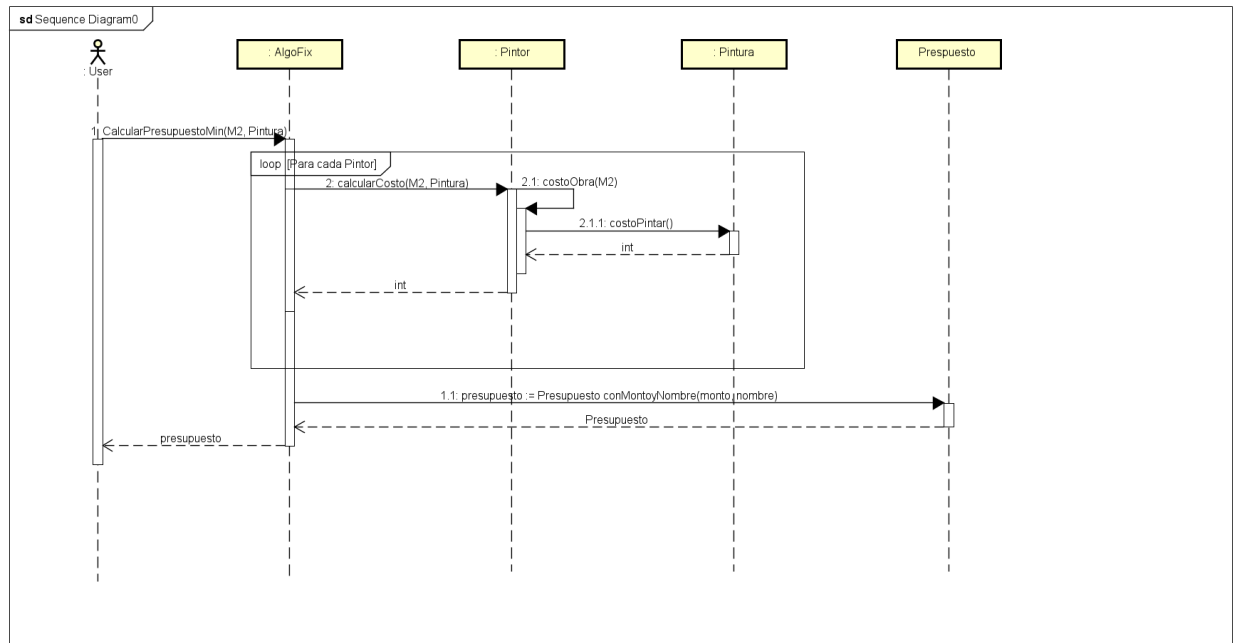 sd Sequence Diagram0
: User
: AlgoFix
: Pintor
: Pintura
Prespuesto
1: CalcularPresupuestoMin(M2, Pintura)
loop [Para cada Pintor]
2: calcularCosto(M2, Pintura)
2.1: costoObra(M2)
2.1.1: costoPintar()
int
int
1.1: presupuesto := Presupuesto conMontoyNombre(monto, nombre)
Presupuesto
presupuesto